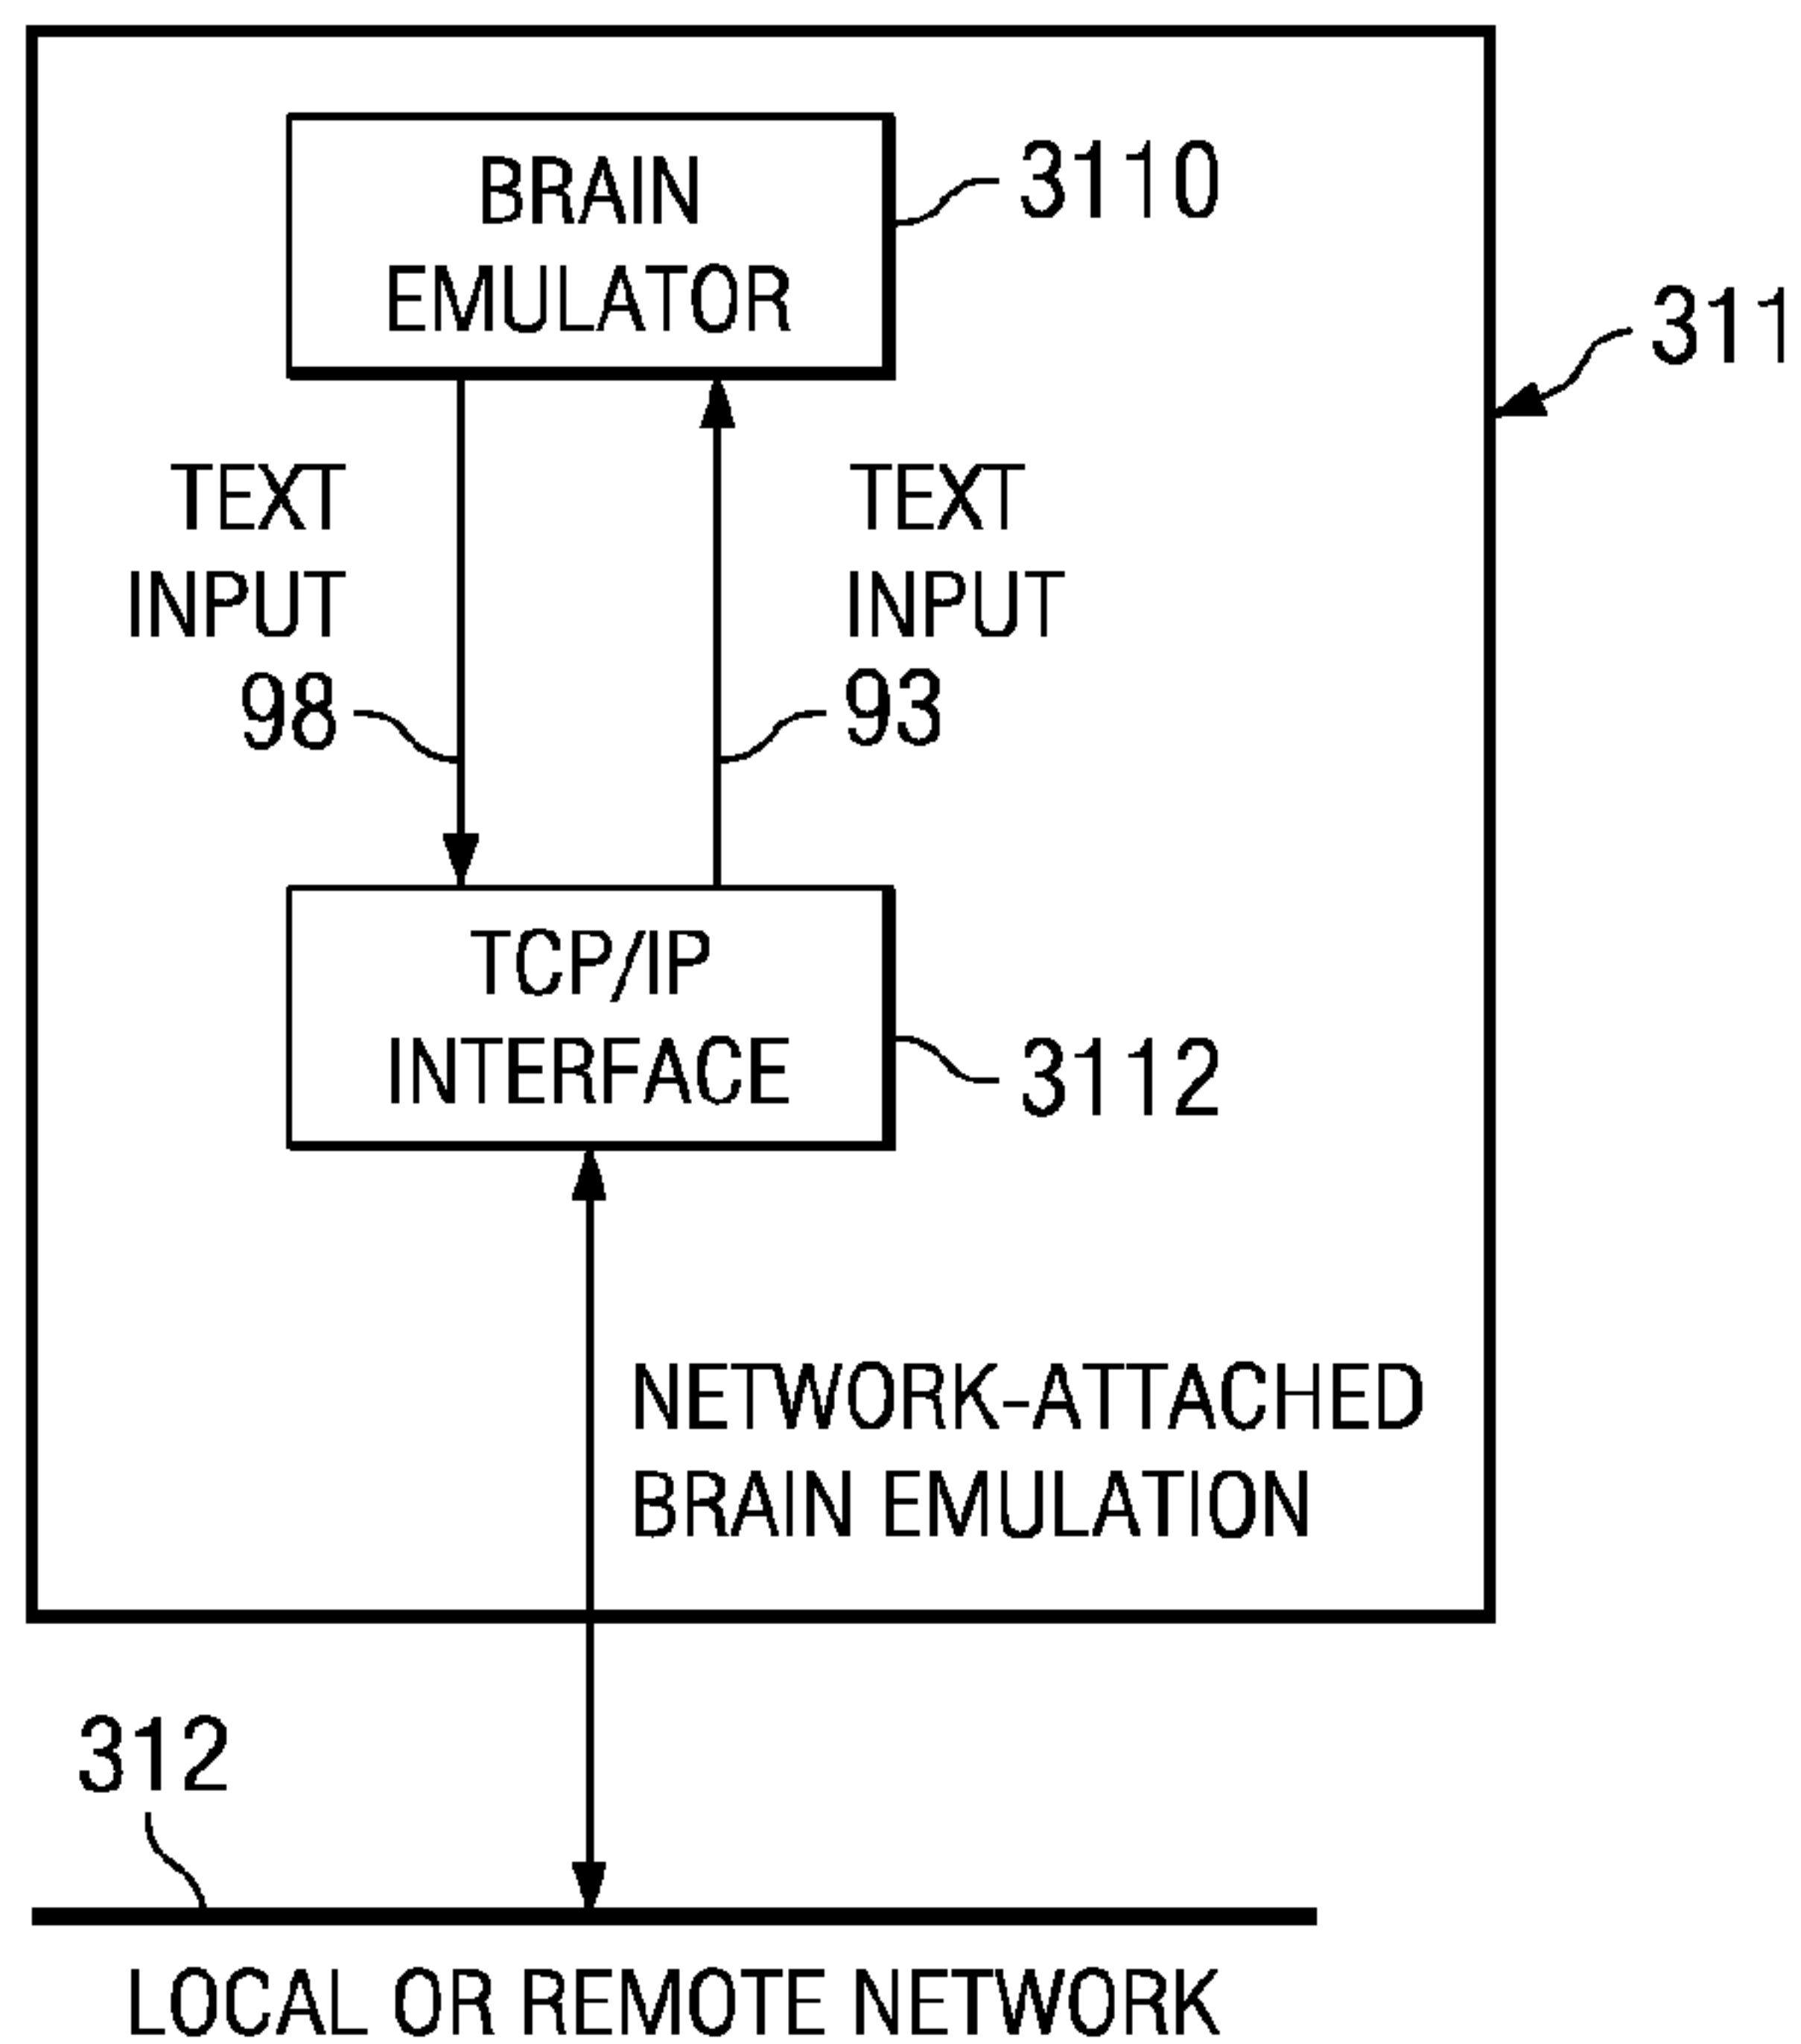 BRAIN
EMULATOR
3110
311
TEXT
INPUT
98
TEXT
INPUT
93
TCP/IP
INTERFACE
3112
NETWORK-ATTACHED
BRAIN EMULATION
312
LOCAL OR REMOTE NETWORK